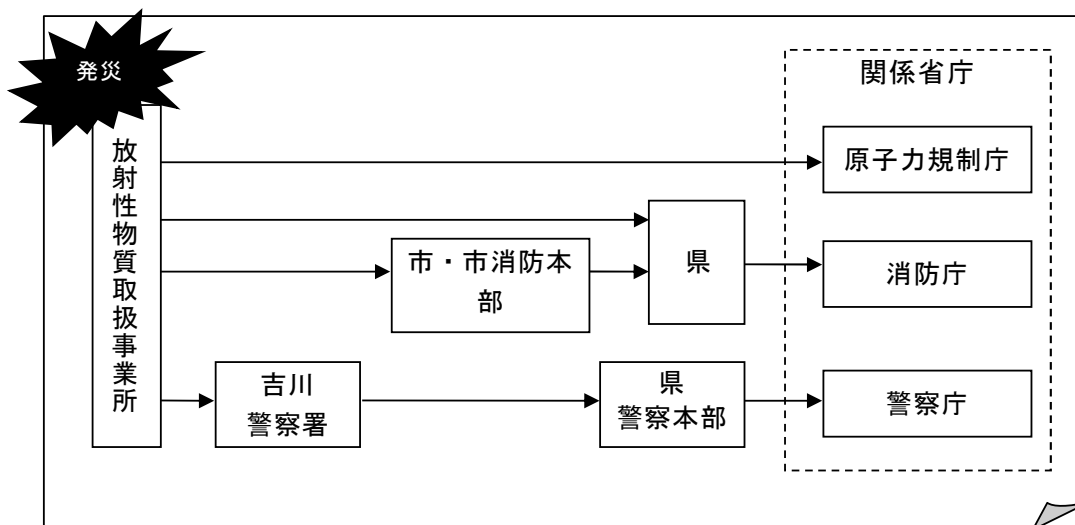 発災
関係省庁
放射性物質取扱事業所
原子力規制庁
県
市・市消防本
部
消防庁
吉川
警察署
県
警察本部
警察庁